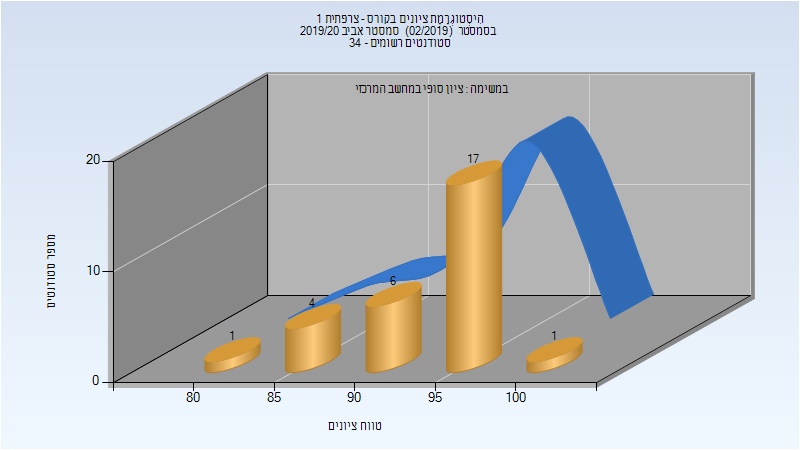 היסטוגרמת ציונים בקורס - צרפתית 1
בסמסטר (02/2019) סמסטר אביב 2019/20
סטודנטים רשומים - 34
במשימה : ציון סופי במחשב המרכזי
מספר סטודנטים
20
10
0
1
4
6
17
1
80
85
90
95
100
טווח ציונים